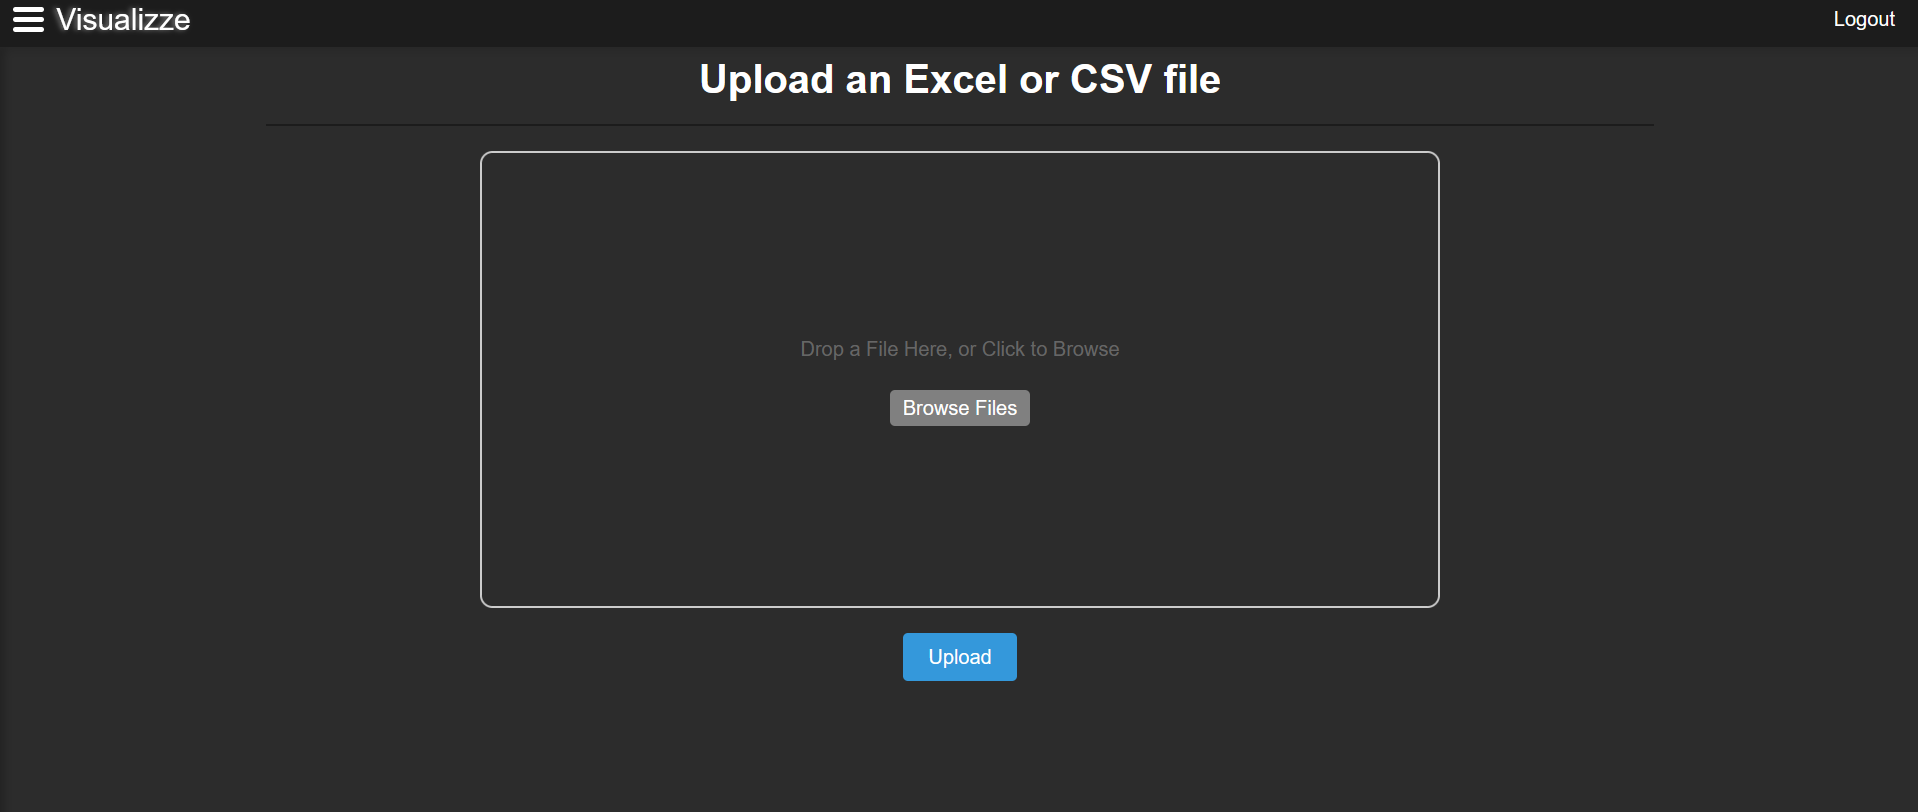 Visualizze
Logout
Upload an Excel or CSV file
Drop a File Here, or Click to Browse
Browse Files
Upload